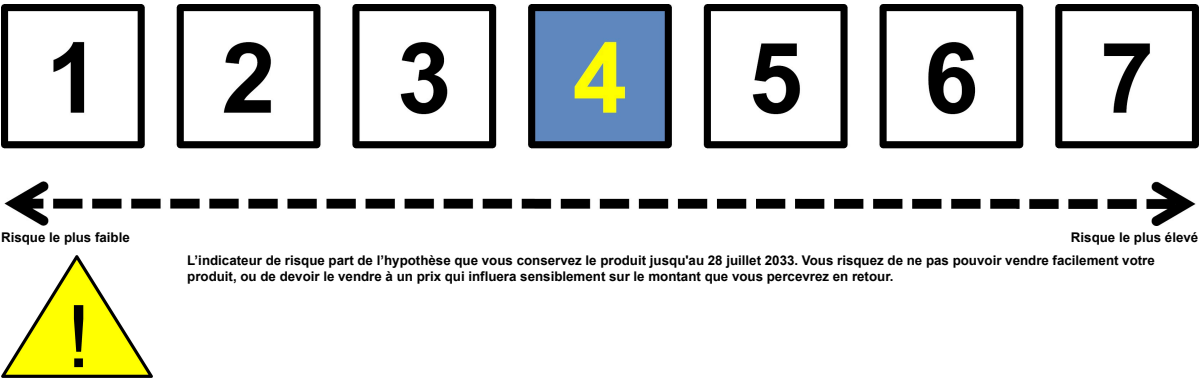 1 2 3 4 5 6 7
Risque le plus faible Risque le plus élevé
L'indicateur de risque part de l’hypothèse que vous conservez le produit jusqu'au 28 juillet 2033. Vous risquez de ne pas pouvoir vendre facilement votre
produit, ou de devoir le vendre à un prix qui influera sensiblement sur le montant que vous percevrez en retour.
!